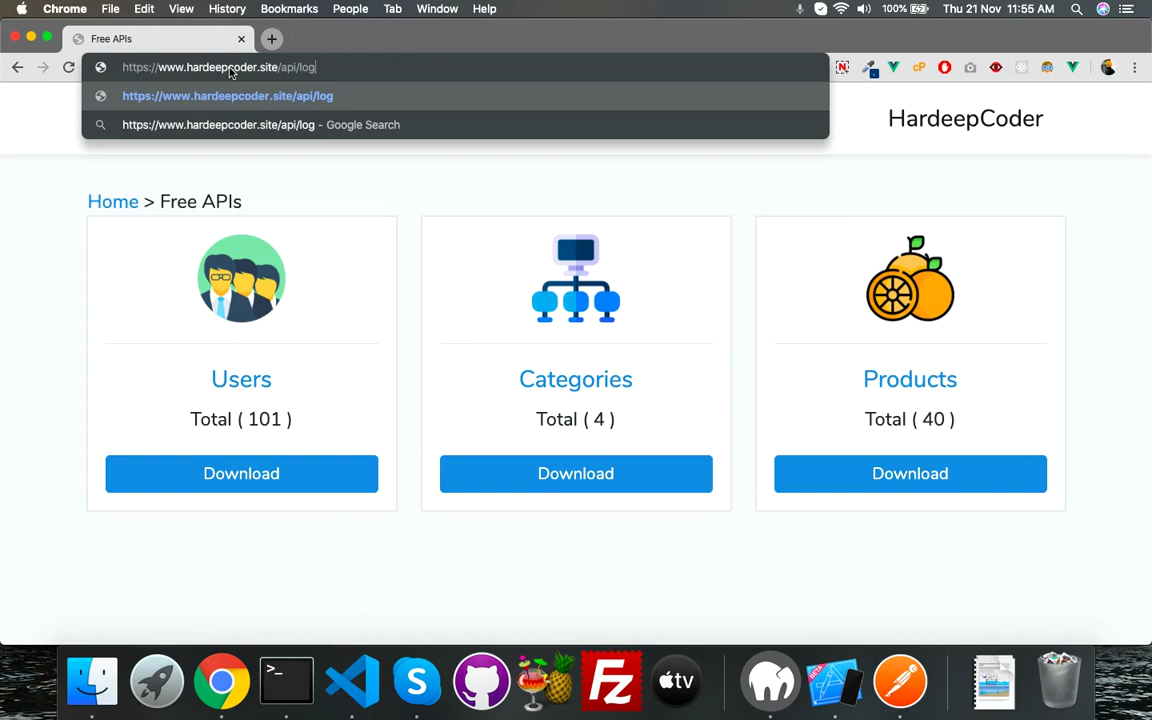 Chrome File Edit View History Bookmarks People Tab Window Help 100% Thu 21 Nov 11:55 AM
Free APIs
https://www.hardeepcoder.site/api/log
https://www.hardeepcoder.site/api/log
https://www.hardeepcoder.site/api/log - Google Search
HardeepCoder
Home > Free APIs
Users
Total ( 101 )
Download
Categories
Total ( 4 )
Download
Products
Total ( 40 )
Download